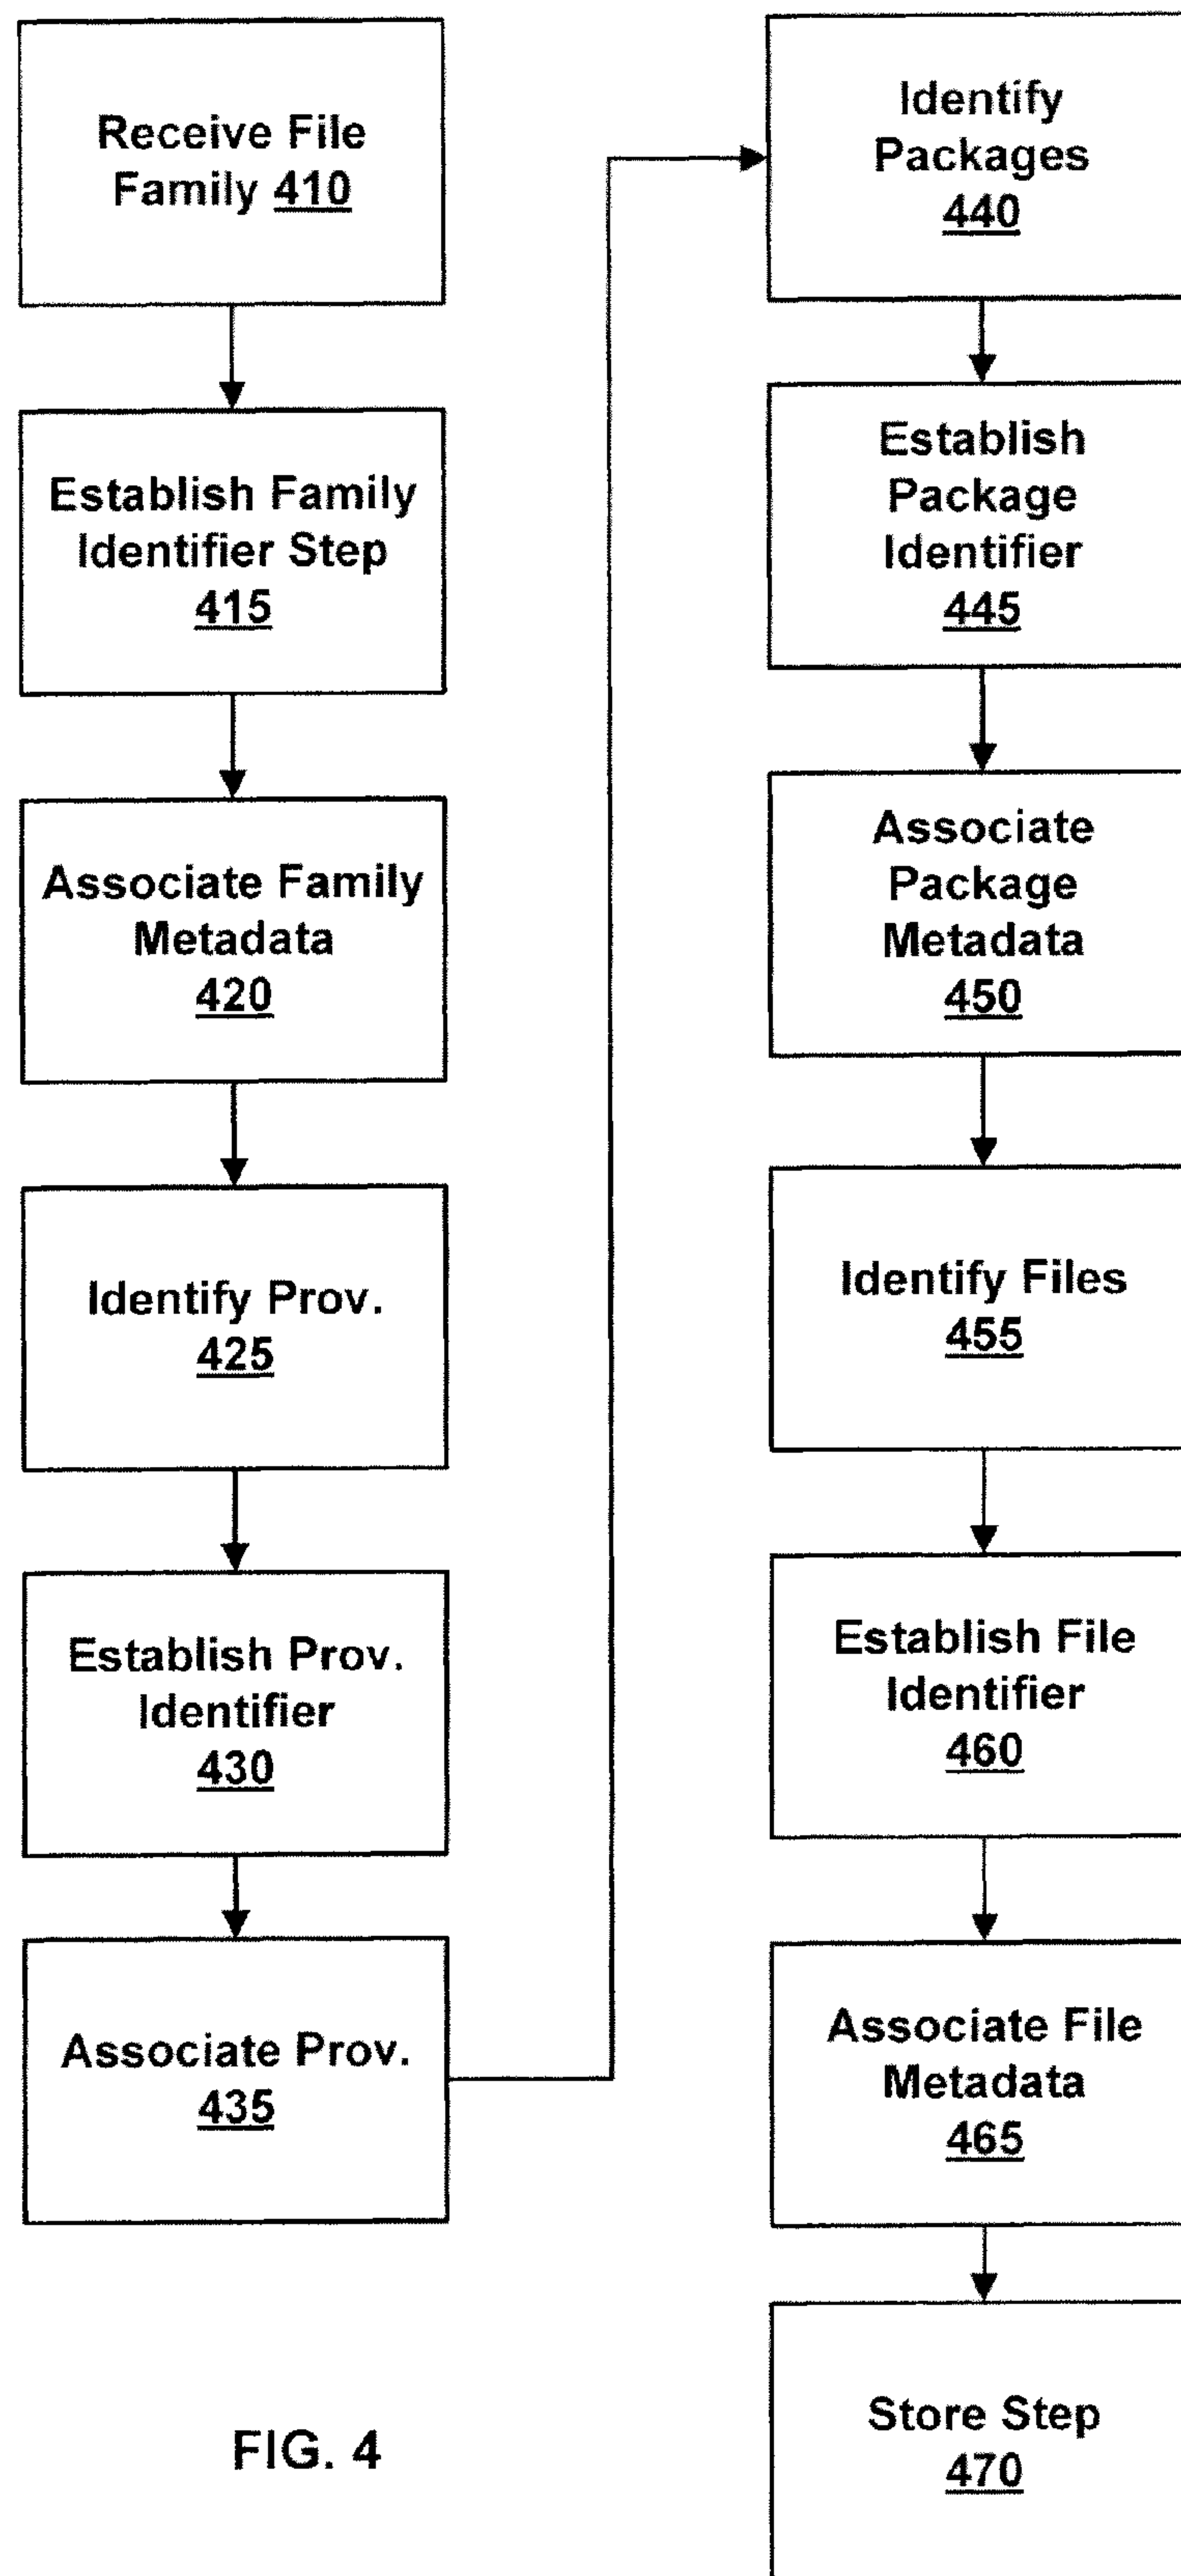 Receive File
Family 410
Establish Family
Identifier Step
415
Associate Family
Metadata
420
Identify Prov.
425
Establish Prov.
Identifier
430
Associate Prov.
435
Identify
Packages
440
Establish
Package
Identifier
445
Associate
Package
Metadata
450
Identify Files
455
Establish File
Identifier
460
Associate File
Metadata
465
Store Step
470
FIG. 4